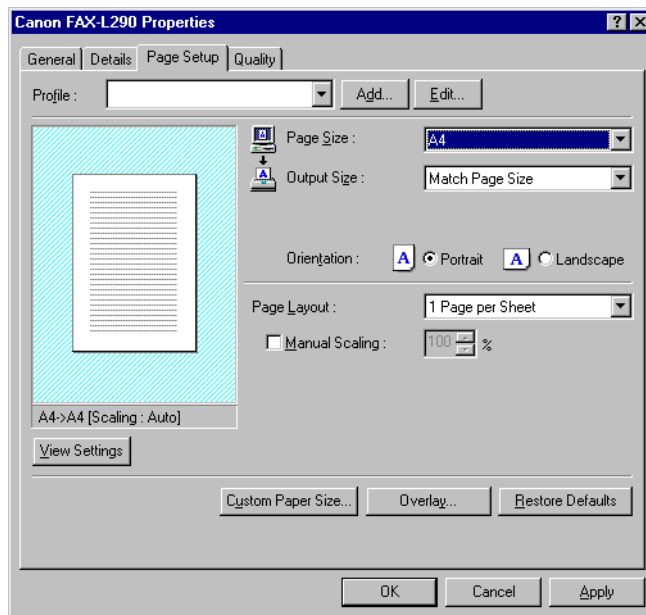 Canon FAX-L290 Properties
General Details Page Setup Quality
Profile : Add... Edit...
A Page Size : A4
A Output Size : Match Page Size
Orientation : A Portrait A Landscape
Page Layout : 1 Page per Sheet
Manual Scaling : 100 %
A4->A4 [Scaling : Auto]
View Settings
Custom Paper Size... Overlay... Restore Defaults
OK Cancel Apply